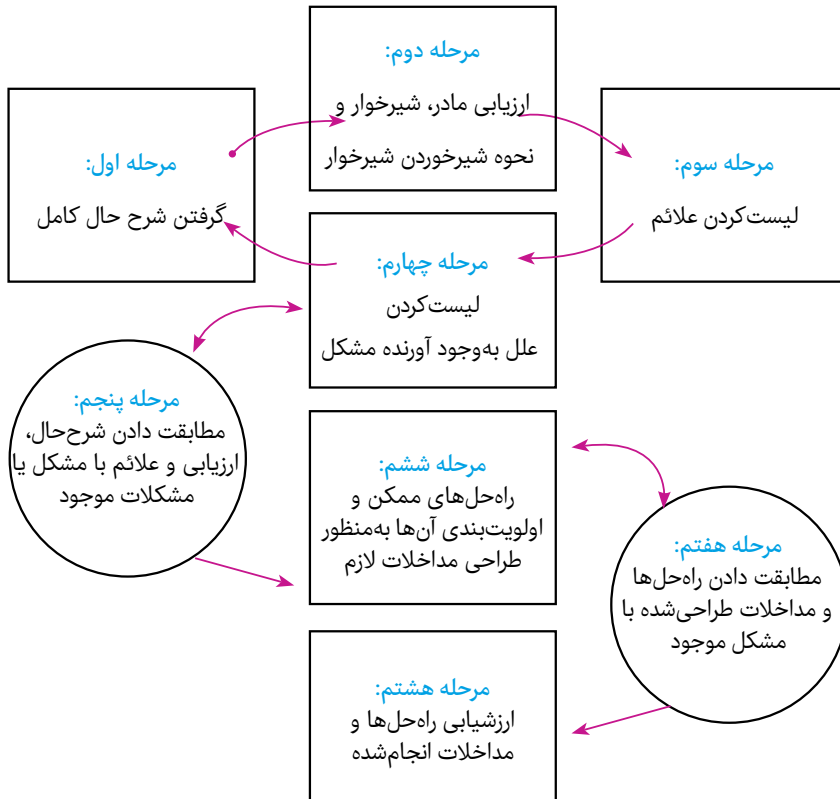 مرحله اول:
گرفتن شرح حال کامل
مرحله دوم:
ارزیابی مادر، شیرخوار و
نحوه شیرخوردن شیرخوار
مرحله سوم:
لیست‌کردن علائم
مرحله چهارم:
لیست‌کردن
علل به‌وجود آورنده مشکل
مرحله پنجم:
مطابقت دادن شرح‌حال،
ارزیابی و علائم با مشکل یا
مشکلات موجود
مرحله ششم:
راه‌حل‌های ممکن و
اولویت‌بندی آن‌ها به‌منظور
طراحی مداخلات لازم
مرحله هفتم:
مطابقت دادن راه‌حل‌ها
و مداخلات طراحی‌شده با
مشکل موجود
مرحله هشتم:
ارزشیابی راه‌حل‌ها و
مداخلات انجام‌شده